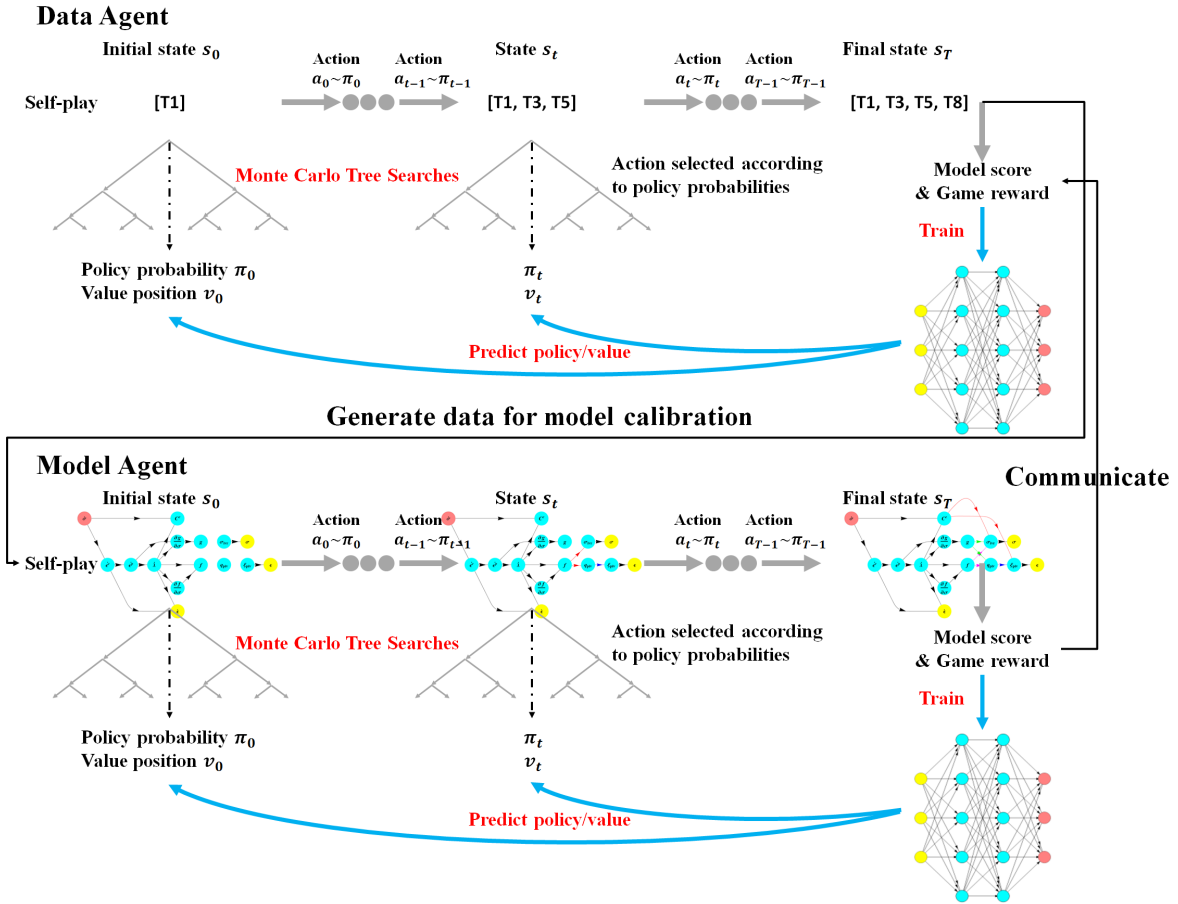 Data Agent
Initial state s₀
State sₜ
Final state s_T
Action
a₀~π₀
Action
aₜ₋₁~πₜ₋₁
Action
aₜ~πₜ
Action
a_T₋₁~π_T₋₁
Self-play
[T1]
[T1, T3, T5]
[T1, T3, T5, T8]
Monte Carlo Tree Searches
Action selected according
to policy probabilities
Model score
& Game reward
Train
Policy probability π₀
Value position v₀
πₜ
vₜ
Predict policy/value
Generate data for model calibration
Model Agent
Communicate
Initial state s₀
State sₜ
Final state s_T
Action
a₀~π₀
Action
aₜ₋₁~πₜ₋₁
Action
aₜ~πₜ
Action
a_T₋₁~π_T₋₁
Self-play
Monte Carlo Tree Searches
Action selected according
to policy probabilities
Model score
& Game reward
Train
Policy probability π₀
Value position v₀
πₜ
vₜ
Predict policy/value